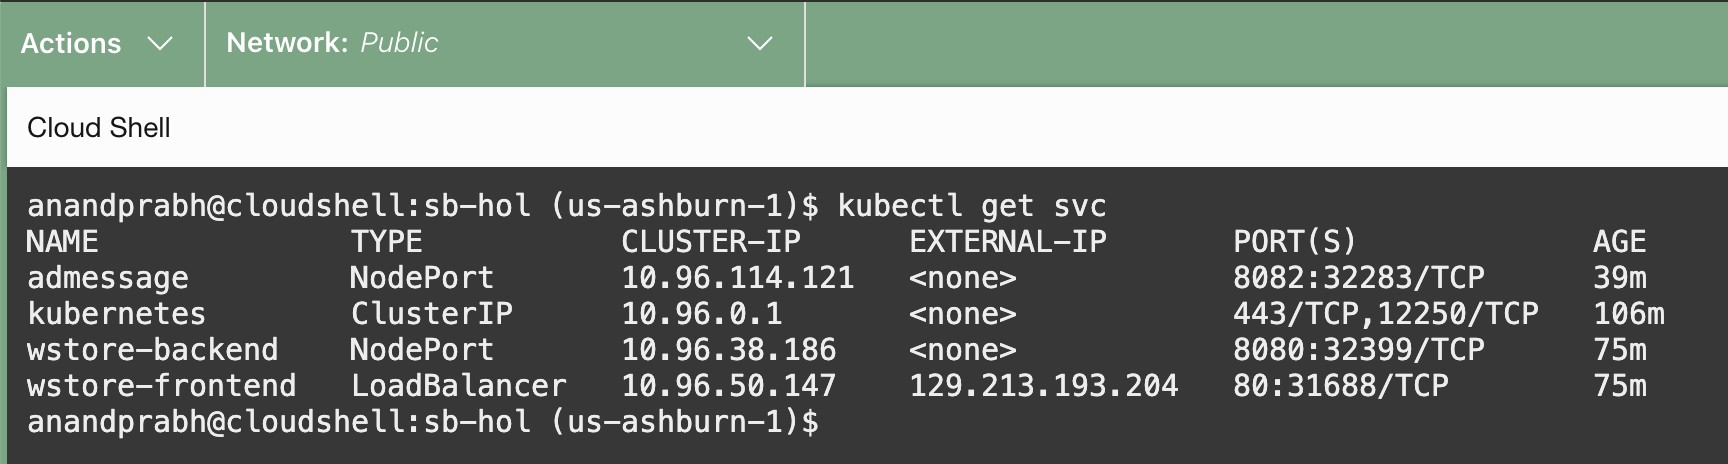 Actions Network: Public
Cloud Shell
anandprabh@cloudshell:sb-hol (us-ashburn-1)$ kubectl get svc
NAME TYPE CLUSTER-IP EXTERNAL-IP PORT(S) AGE
admessage NodePort 10.96.114.121 <none> 8082:32283/TCP 39m
kubernetes ClusterIP 10.96.0.1 <none> 443/TCP,12250/TCP 106m
wstore-backend NodePort 10.96.38.186 <none> 8080:32399/TCP 75m
wstore-frontend LoadBalancer 10.96.50.147 129.213.193.204 80:31688/TCP 75m
anandprabh@cloudshell:sb-hol (us-ashburn-1)$